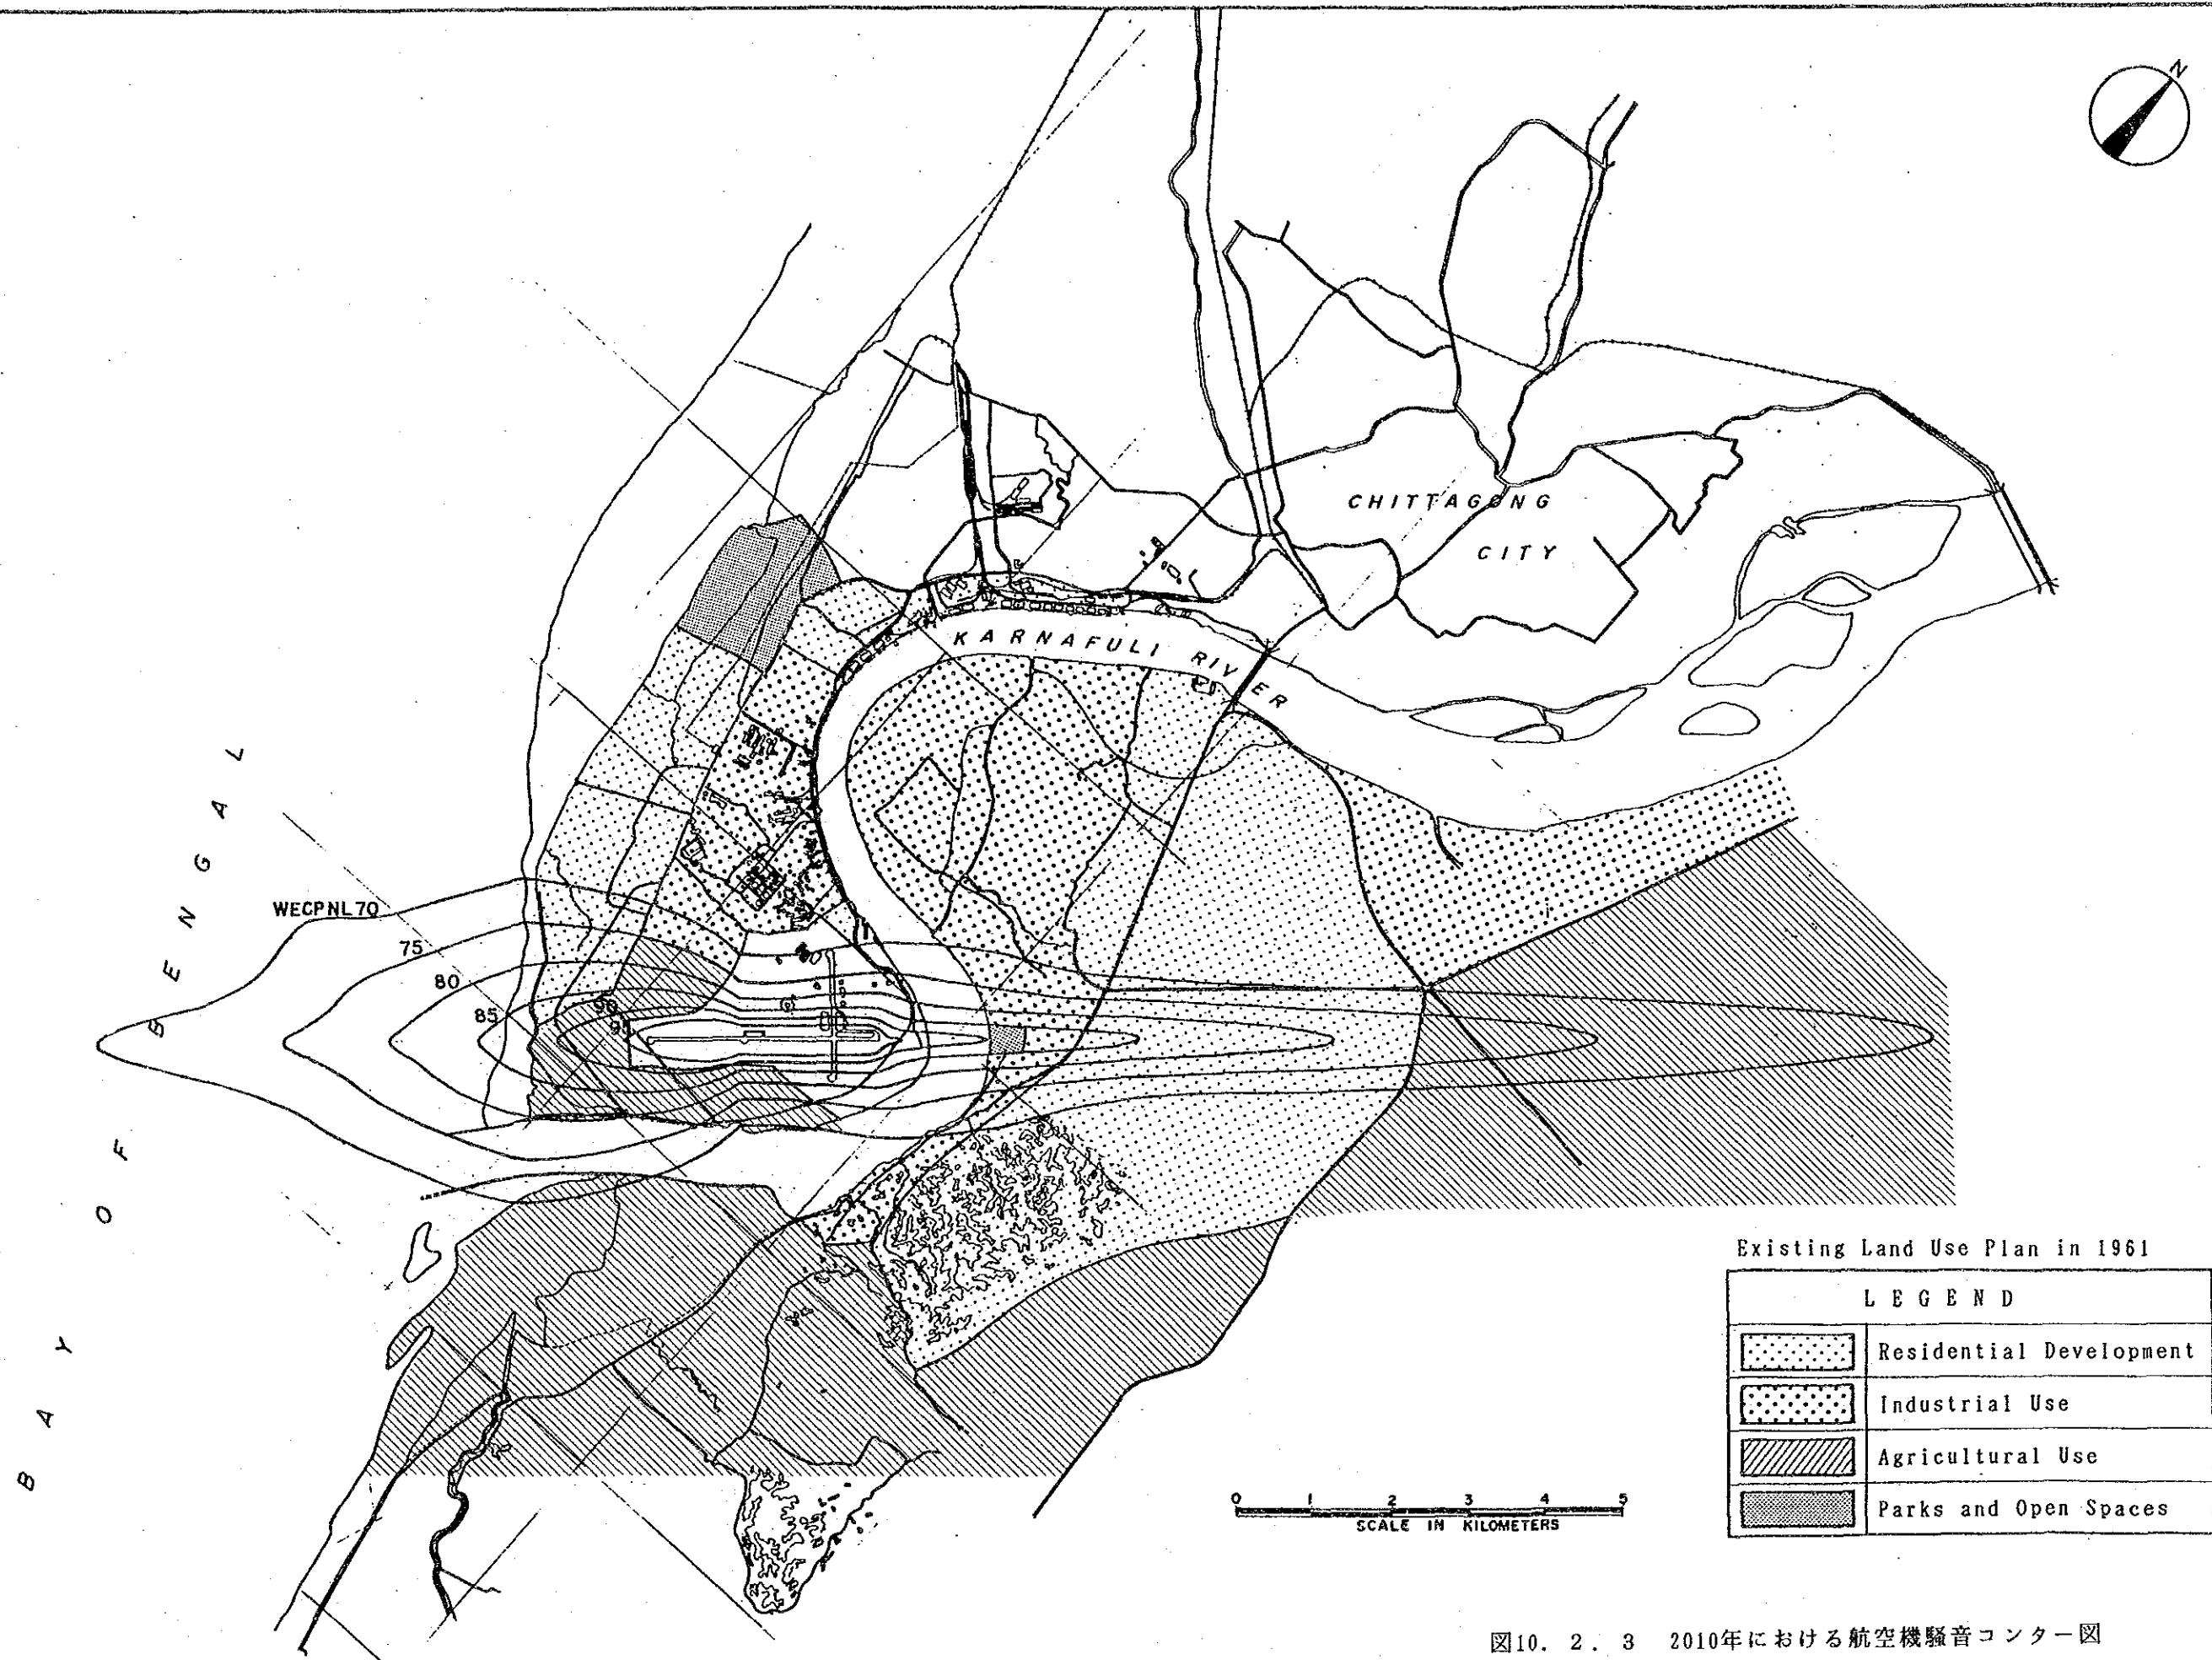 N
CHITTAGONG
CITY
KARNAFULI RIVER
BAY OF BENGAL
WECPNL70
75
80
85
90
95
Existing Land Use Plan in 1961
LEGEND
Residential Development
Industrial Use
Agricultural Use
Parks and Open Spaces
0 1 2 3 4 5
SCALE IN KILOMETERS
図10. 2. 3 2010年における航空機騒音コンター図